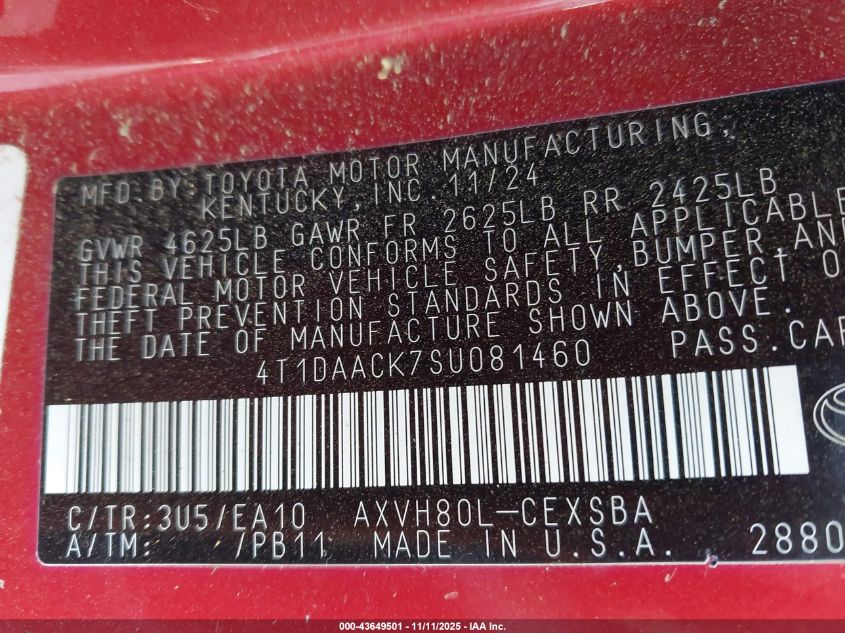 MFD.BY:TOYOTA MOTOR MANUFACTURING,
KENTUCKY,INC.11/24
GVWR 4625LB GAWR FR 2625LB RR 2425LB
THIS VEHICLE CONFORMS TO ALL APPLICABLE
FEDERAL MOTOR VEHICLE SAFETY,BUMPER,AND
THEFT PREVENTION STANDARDS IN EFFECT O
THE DATE OF MANUFACTURE SHOWN ABOVE.
4T1DAACK7SU081460 PASS.CAR
C/TR:3U5/EA10 AXVH80L-CEXSBA
A/TM: /PB11 MADE IN U.S.A. 2880
000-43649501 - 11/11/2025 - IAA Inc.